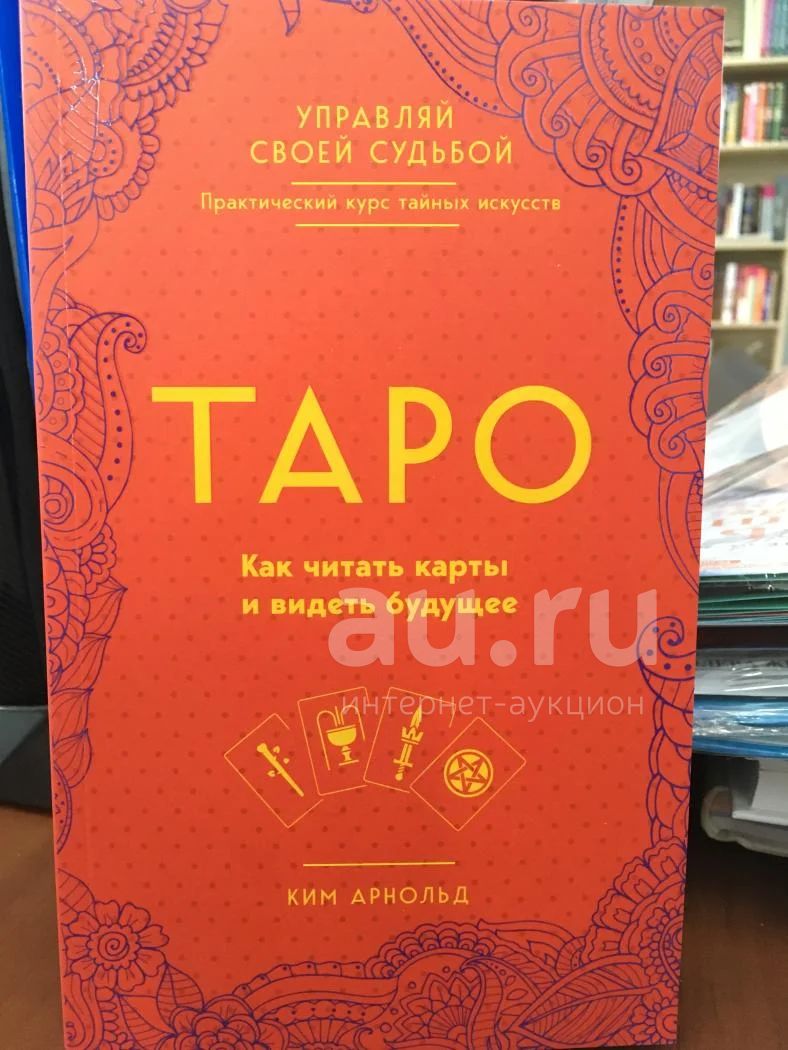 УПРАВЛЯЙ
СВОЕЙ СУДЬБОЙ
Практический курс тайных искусств
ТАРО
Как читать карты
и видеть будущее
au.ru
интернет-аукцион
КИМ АРНОЛЬД